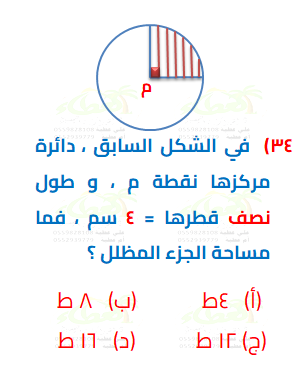 م
٣٤) في الشكل السابق ، دائرة
مركزها نقطة م ، و طول
نصف قطرها = ٤ سم ، فما
مساحة الجزء المظلل ؟
(أ) ٤ط (ب) ٨ ط
(ج) ١٢ ط (د) ١٦ ط